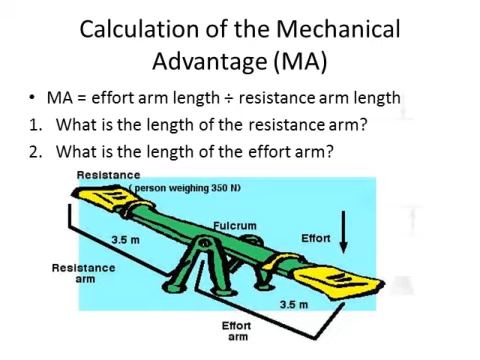 Calculation of the Mechanical
Advantage (MA)
• MA = effort arm length ÷ resistance arm length
1. What is the length of the resistance arm?
2. What is the length of the effort arm?
Resistance
( person weighing 350 N)
Fulcrum
3.5 m
Effort
Resistance
arm
3.5 m
Effort
arm